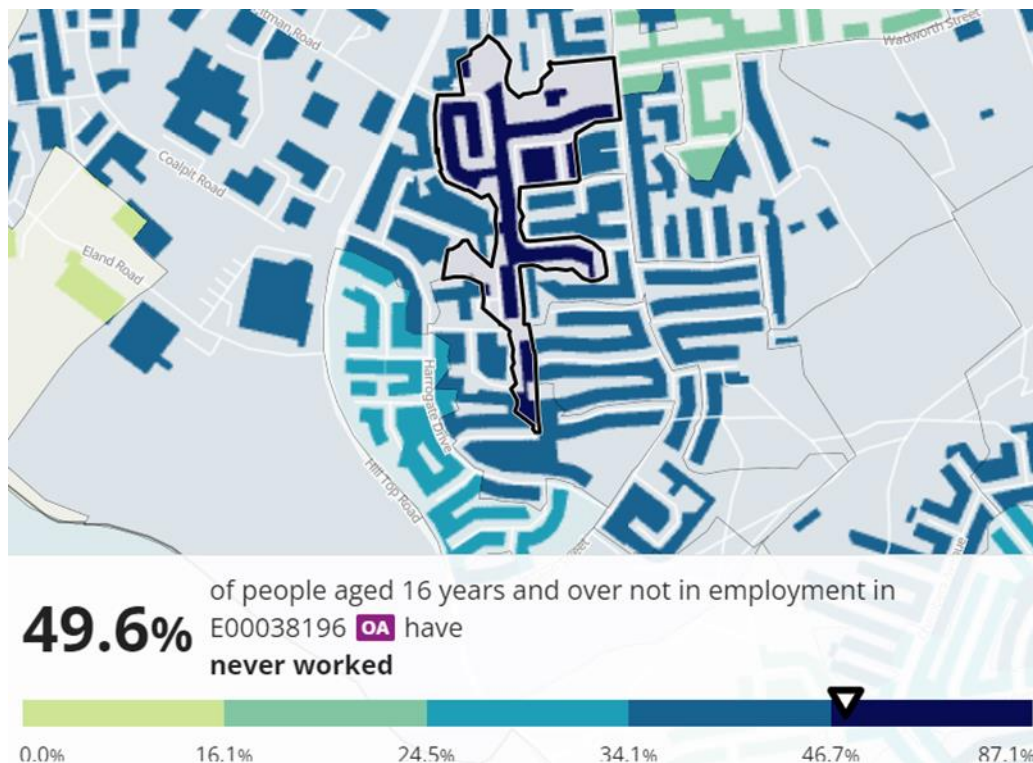 itman Road
Wadworth Street
Coalpit Road
Eland Road
Harrogate Drive
Hill Top Road
49.6%
of people aged 16 years and over not in employment in
E00038196 OA have
never worked
0.0% 16.1% 24.5% 34.1% 46.7% 87.1%